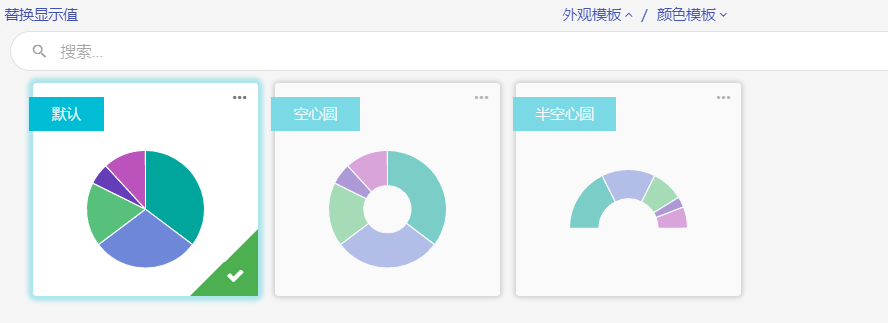 替换显示值
外观模板 / 颜色模板
搜索...
默认
空心圆
半空心圆